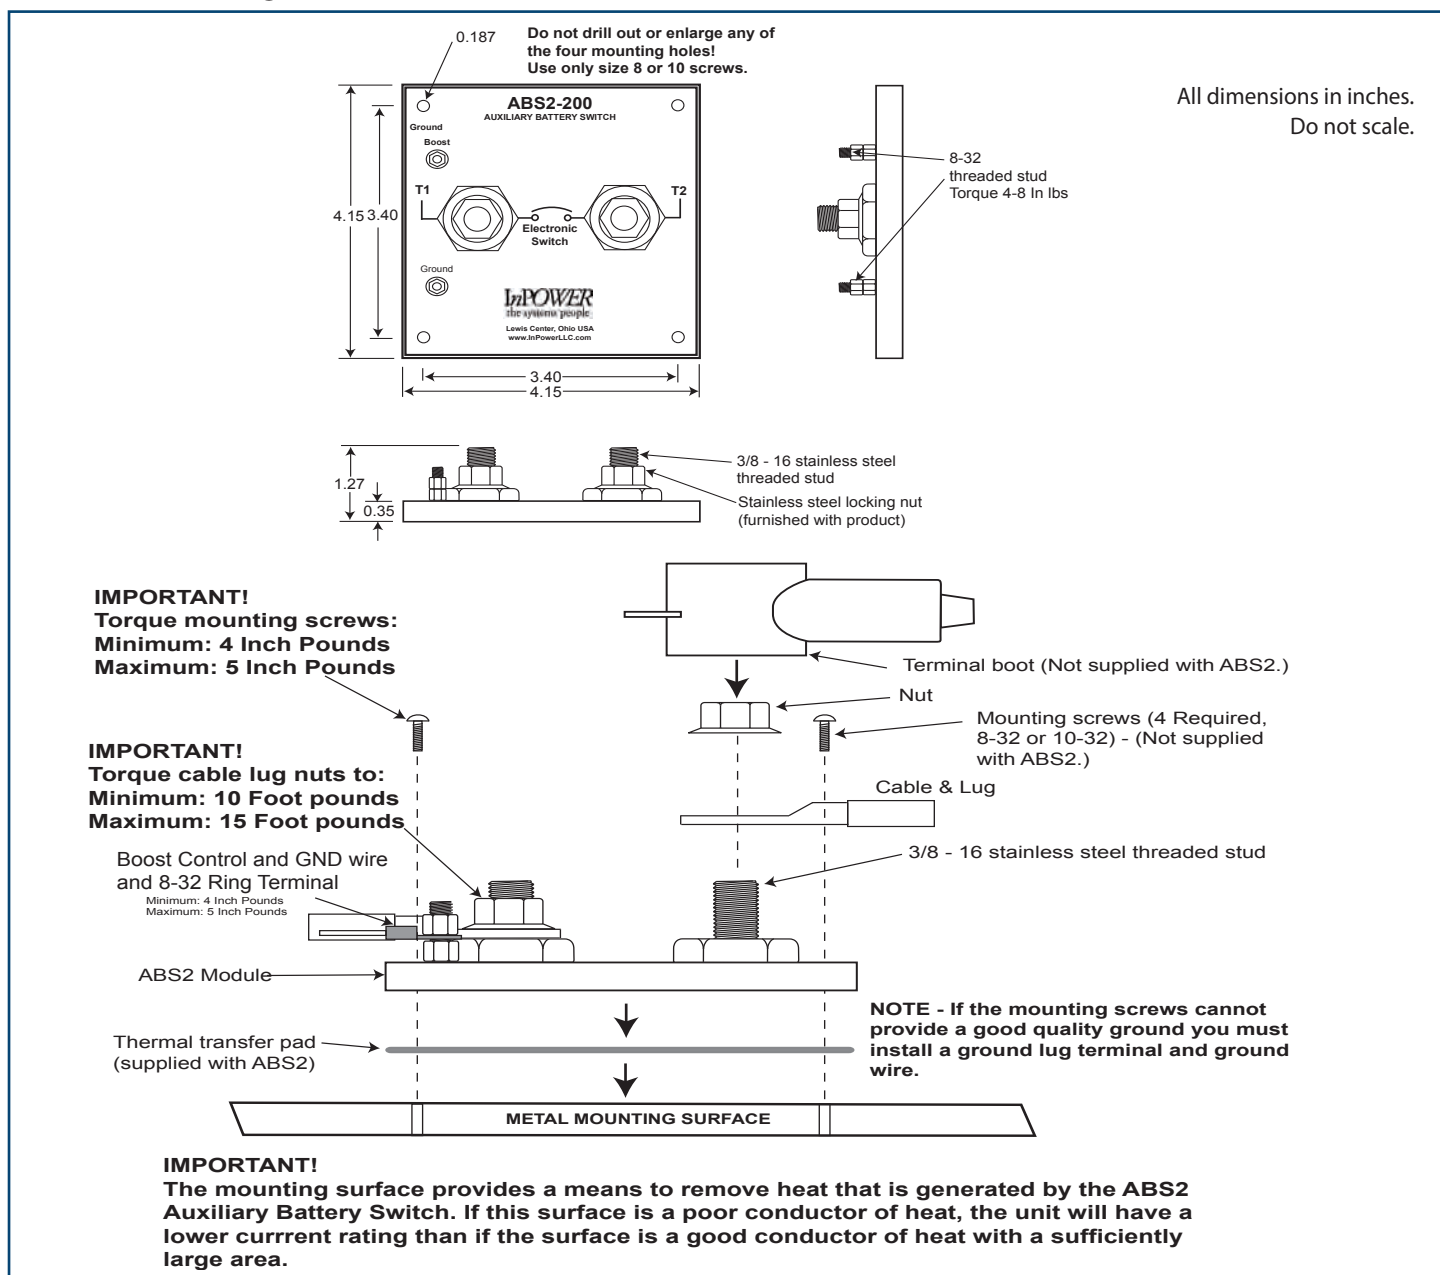 0.187
Do not drill out or enlarge any of
the four mounting holes!
Use only size 8 or 10 screws.
All dimensions in inches.
Do not scale.
ABS2-200
AUXILIARY BATTERY SWITCH
Ground
Boost
T1
T2
Electronic
Switch
Ground
InPOWER
the systems people
Lewis Center, Ohio USA
www.InPowerLLC.com
4.15
3.40
3.40
4.15
8-32
threaded stud
Torque 4-8 In lbs
1.27
0.35
3/8 - 16 stainless steel
threaded stud
Stainless steel locking nut
(furnished with product)
IMPORTANT!
Torque mounting screws:
Minimum: 4 Inch Pounds
Maximum: 5 Inch Pounds
Terminal boot (Not supplied with ABS2.)
Nut
Mounting screws (4 Required,
8-32 or 10-32) - (Not supplied
with ABS2.)
IMPORTANT!
Torque cable lug nuts to:
Minimum: 10 Foot pounds
Maximum: 15 Foot pounds
Cable & Lug
3/8 - 16 stainless steel threaded stud
Boost Control and GND wire
and 8-32 Ring Terminal
Minimum: 4 Inch Pounds
Maximum: 5 Inch Pounds
ABS2 Module
NOTE - If the mounting screws cannot
provide a good quality ground you must
install a ground lug terminal and ground
wire.
Thermal transfer pad
(supplied with ABS2)
METAL MOUNTING SURFACE
IMPORTANT!
The mounting surface provides a means to remove heat that is generated by the ABS2
Auxiliary Battery Switch. If this surface is a poor conductor of heat, the unit will have a
lower currrent rating than if the surface is a good conductor of heat with a sufficiently
large area.